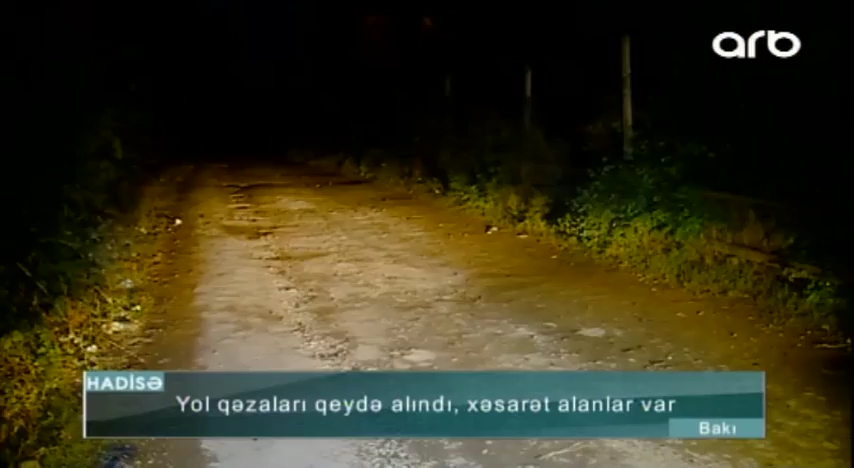 arb
HADİSƏ
Yol qəzaları qeydə alındı, xəsarət alanlar var
Bakı